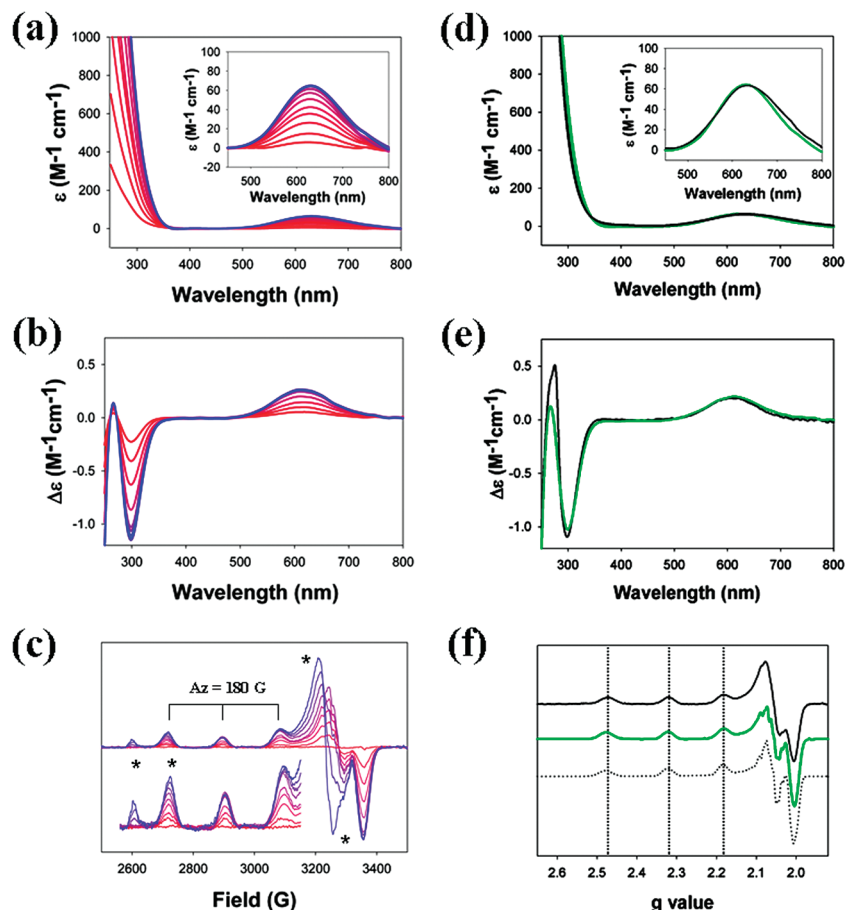 (a)
1000
800
600
400
200
0
ε (M⁻¹ cm⁻¹)
300 400 500 600 700 800
Wavelength (nm)
100
80
60
40
20
0
-20
ε (M⁻¹ cm⁻¹)
500 600 700 800
Wavelength (nm)
(d)
1000
800
600
400
200
0
ε (M⁻¹ cm⁻¹)
300 400 500 600 700 800
Wavelength (nm)
100
80
60
40
20
0
ε (M⁻¹ cm⁻¹)
500 600 700 800
Wavelength (nm)
(b)
0.5
0.0
-0.5
-1.0
Δε (M⁻¹cm⁻¹)
300 400 500 600 700 800
Wavelength (nm)
(e)
0.5
0.0
-0.5
-1.0
Δε (M⁻¹cm⁻¹)
300 400 500 600 700 800
Wavelength (nm)
(c)
Az = 180 G
*
* *
*
2600 2800 3000 3200 3400
Field (G)
(f)
2.6 2.5 2.4 2.3 2.2 2.1 2.0
g value